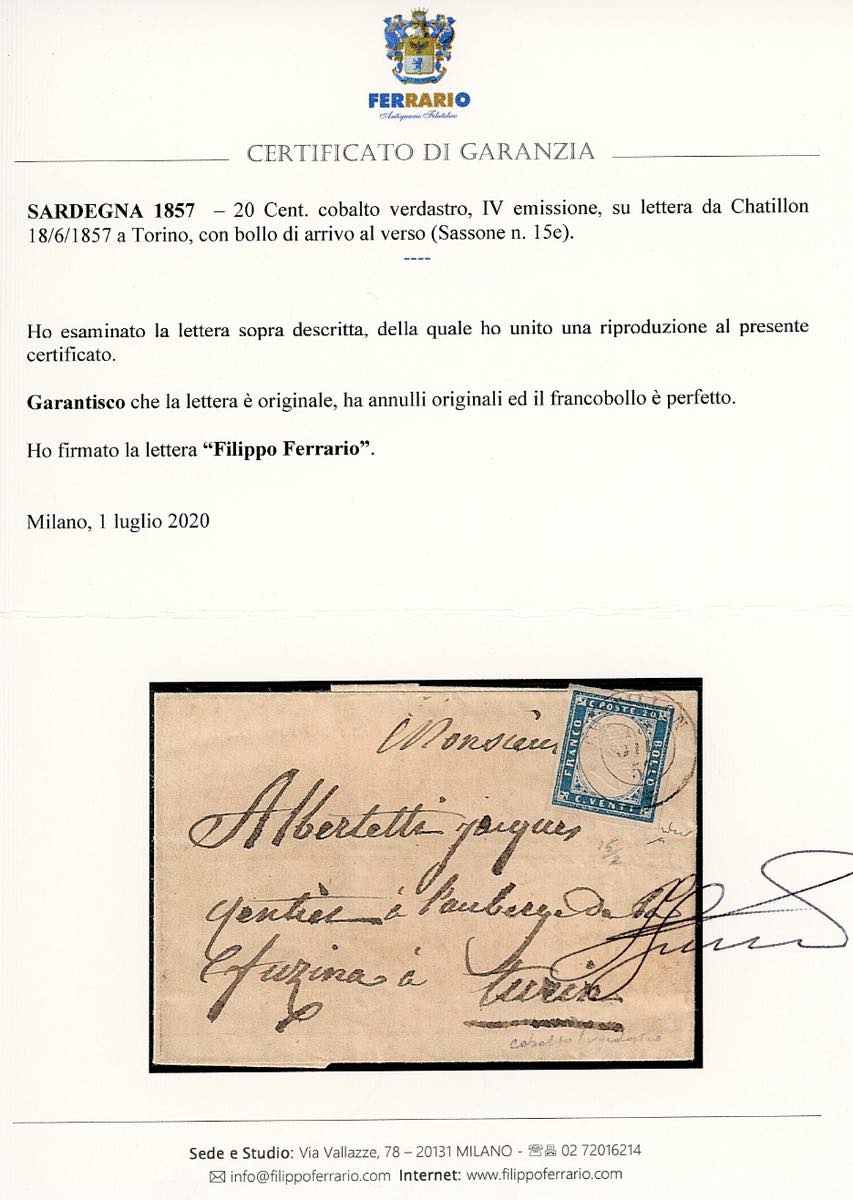 FERRARIO
Antiquario Filatelico
CERTIFICATO DI GARANZIA
SARDEGNA 1857 – 20 Cent. cobalto verdastro, IV emissione, su lettera da Chatillon
18/6/1857 a Torino, con bollo di arrivo al verso (Sassone n. 15e).
----
Ho esaminato la lettera sopra descritta, della quale ho unito una riproduzione al presente
certificato.
Garantisco che la lettera è originale, ha annulli originali ed il francobollo è perfetto.
Ho firmato la lettera “Filippo Ferrario”.
Milano, 1 luglio 2020
C. POSTE. 20
FRANCO
BOLLO
C. VENTI
Monsieur
Albertetti jacques
à l'auberge de la
fuzina à turin
cobalto verdastro
Sede e Studio: Via Vallazze, 78 – 20131 MILANO - ☎ 02 72016214
✉ info@filippoferrario.com Internet: www.filippoferrario.com